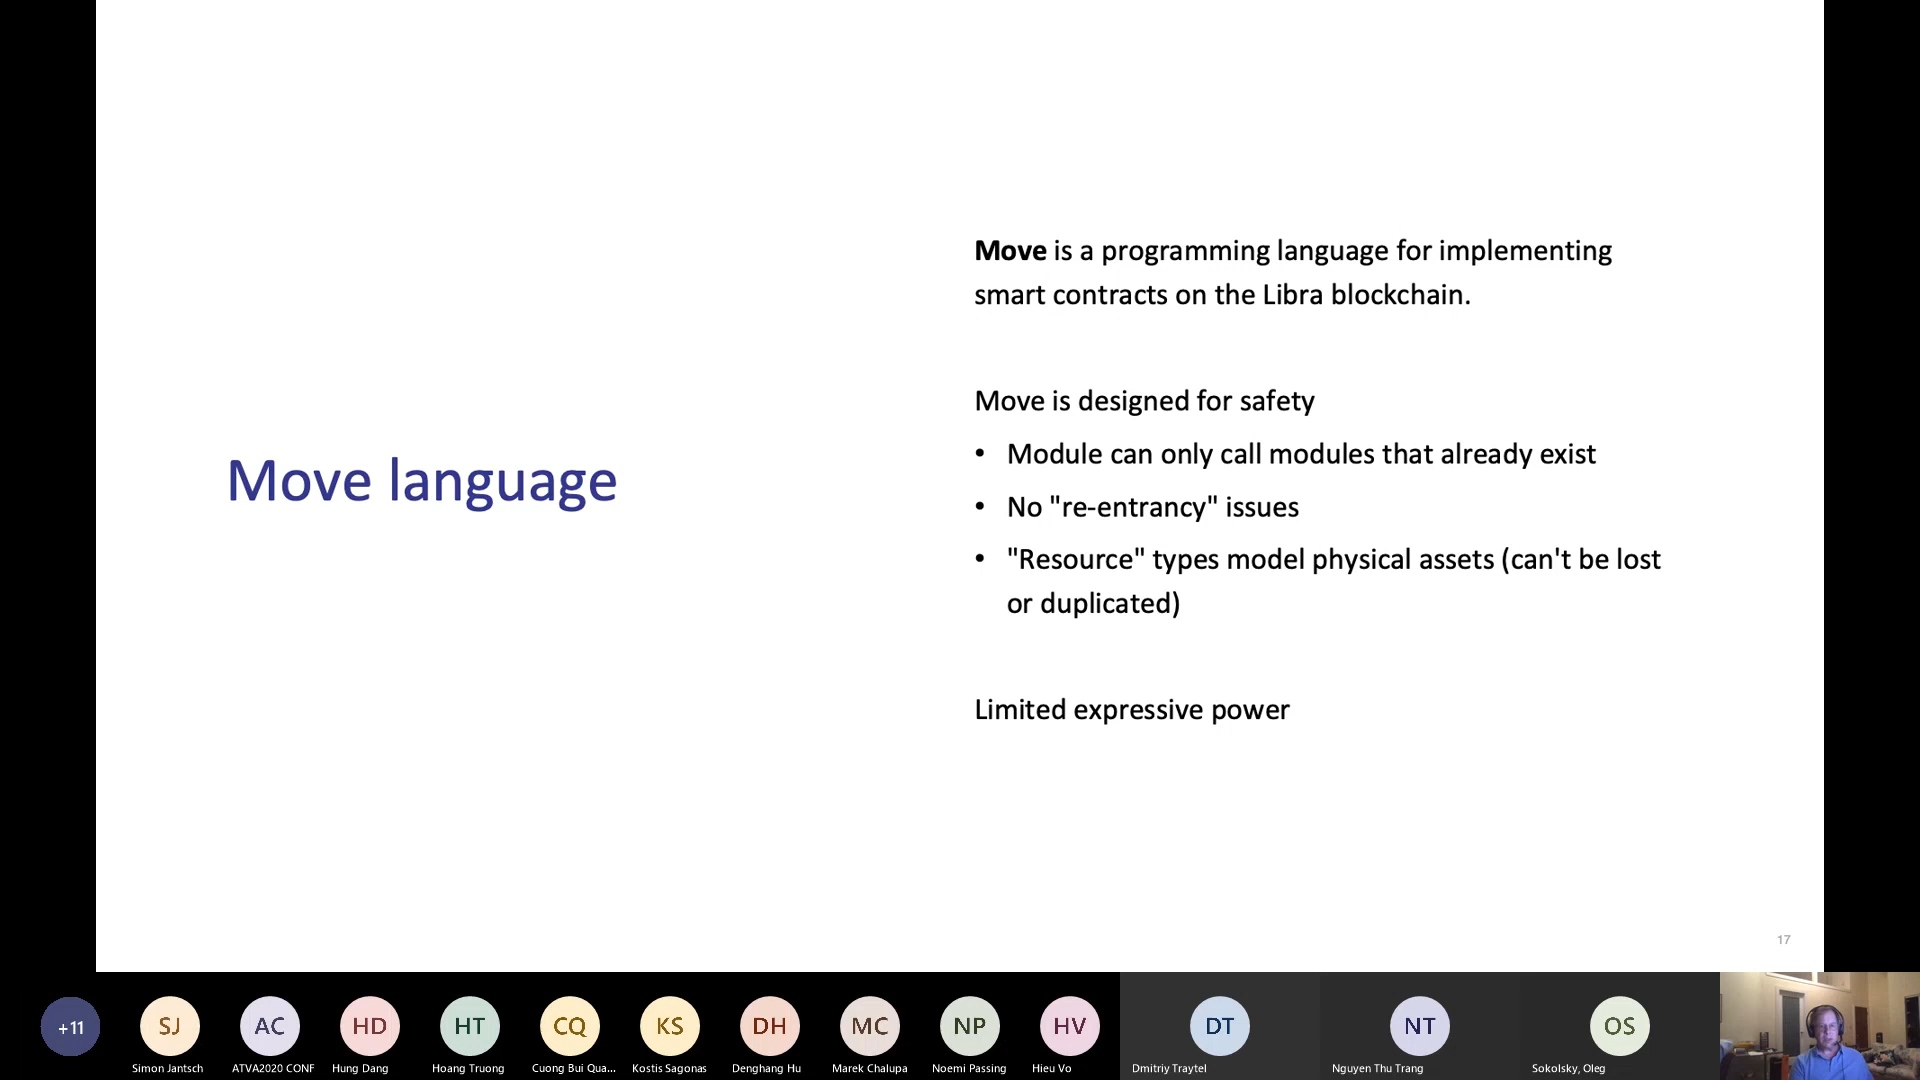 Move is a programming language for implementing
smart contracts on the Libra blockchain.
Move is designed for safety
• Module can only call modules that already exist
Move language
• No "re-entrancy" issues
• "Resource" types model physical assets (can't be lost
or duplicated)
Limited expressive power
17
+11
SJ
AC
HD
HT
CQ
KS
DH
MC
NP
HV
DT
NT
OS
Simon Jantsch
ATVA2020 CONF
Hung Dang
Hoang Truong
Cuong Bui Qua...
Kostis Sagonas
Denghang Hu
Marek Chalupa
Noemi Passing
Hieu Vo
Dmitriy Traytel
Nguyen Thu Trang
Sokolsky, Oleg